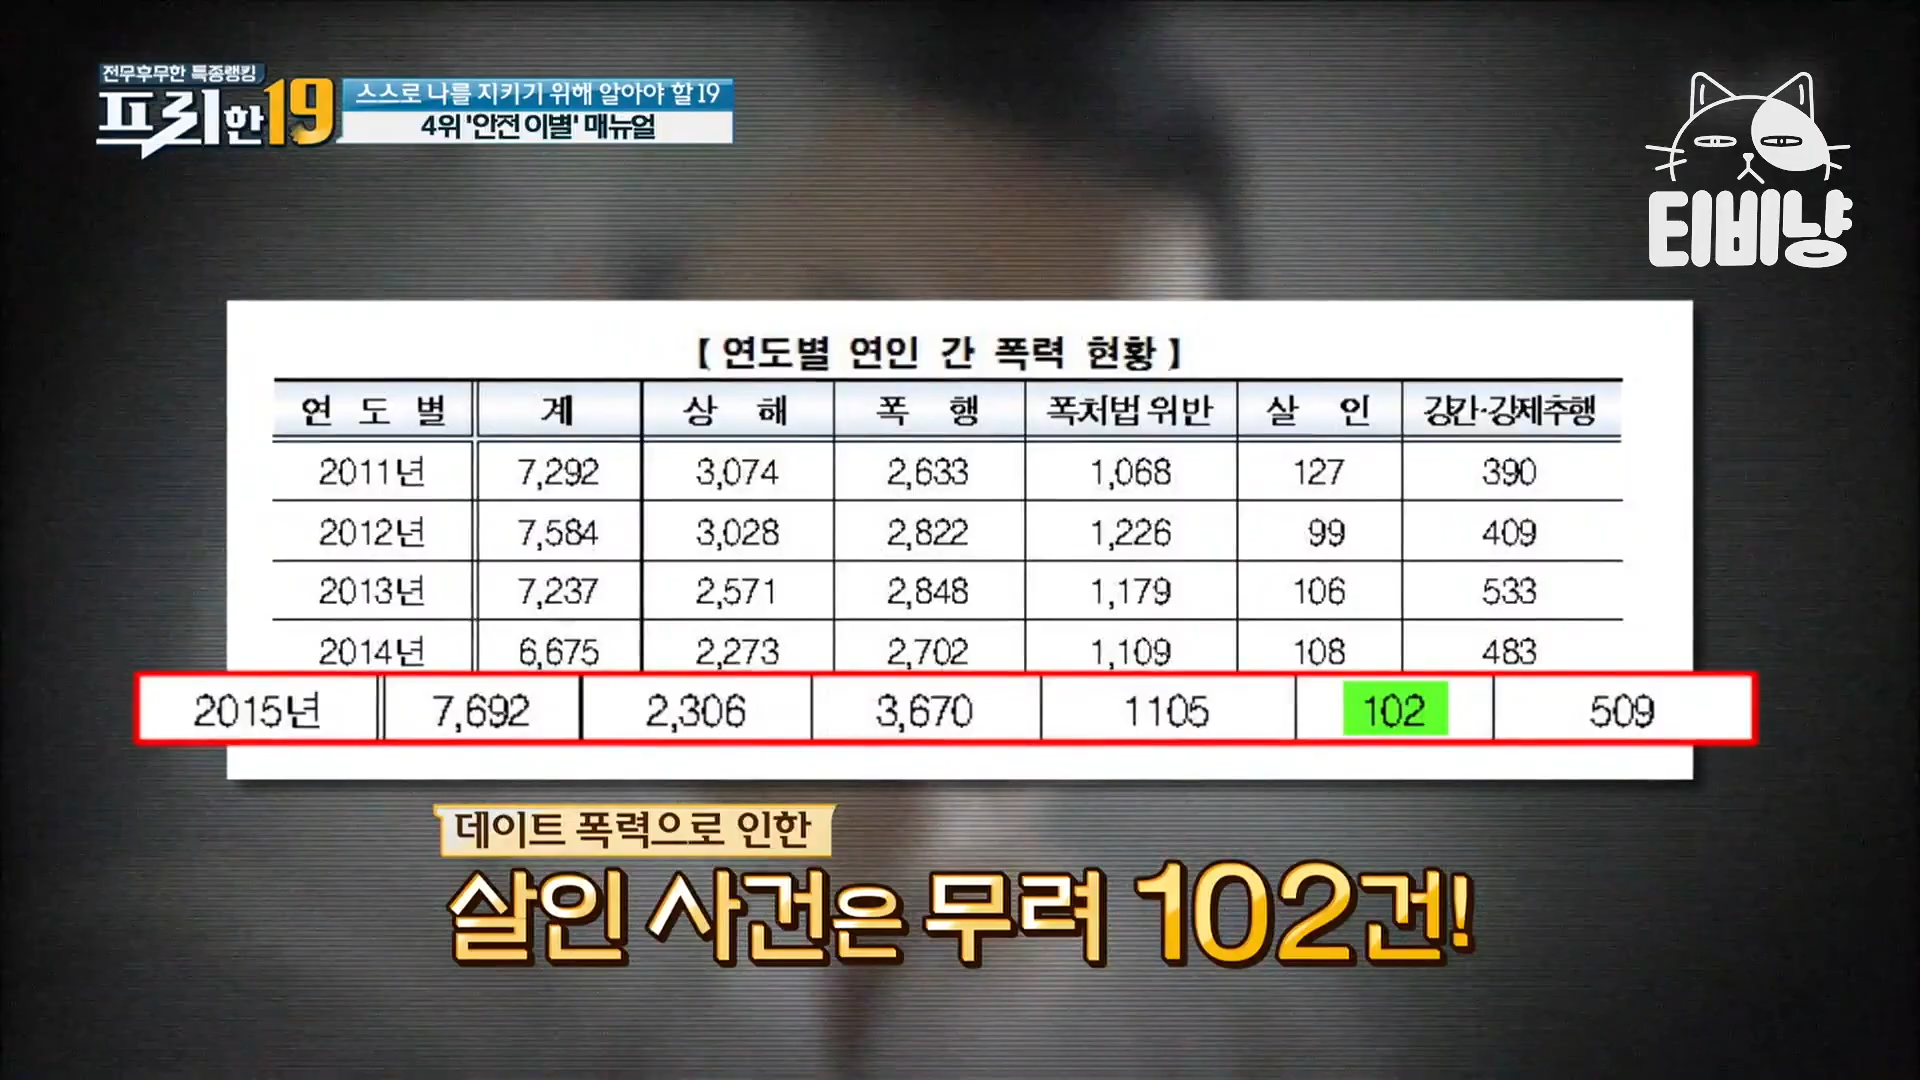 전무후무한 특종랭킹
프리한19
스스로 나를 지키기 위해 알아야 할 19
4위 '안전 이별' 매뉴얼
티비냥
【 연도별 연인 간 폭력 현황 】
연 도 별 계 상 해 폭 행 폭처법 위반 살 인 강간·강제추행
2011년 7,292 3,074 2,633 1,068 127 390
2012년 7,584 3,028 2,822 1,226 99 409
2013년 7,237 2,571 2,848 1,179 106 533
2014년 6,675 2,273 2,702 1,109 108 483
2015년 7,692 2,306 3,670 1105 102 509
데이트 폭력으로 인한
살인 사건은 무려 102건!